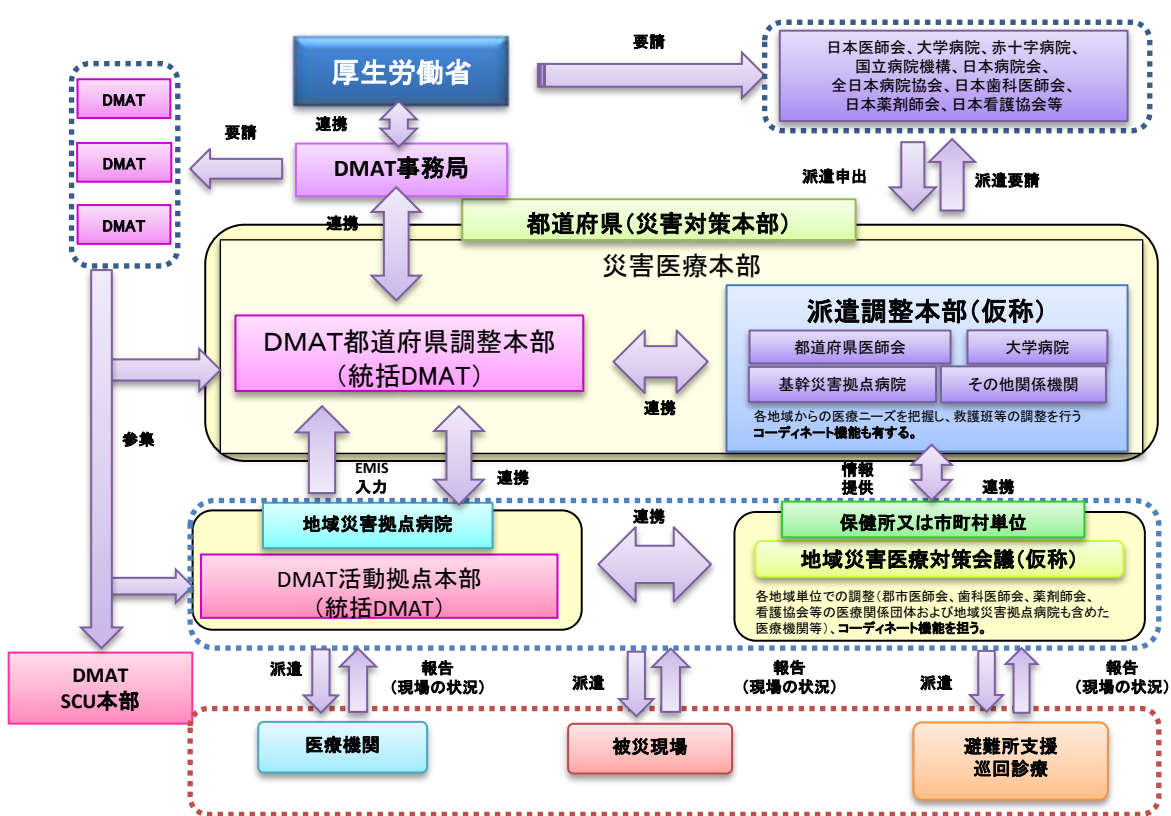 厚生労働省
要請
日本医師会、大学病院、赤十字病院、
国立病院機構、日本病院会、
全日本病院協会、日本歯科医師会、
日本薬剤師会、日本看護協会等
DMAT
DMAT
DMAT
要請
連携
DMAT事務局
連携
派遣申出
派遣要請
都道府県(災害対策本部)
災害医療本部
DMAT都道府県調整本部
(統括DMAT)
連携
派遣調整本部(仮称)
都道府県医師会
大学病院
基幹災害拠点病院
その他関係機関
各地域からの医療ニーズを把握し、救護班等の調整を行う
コーディネート機能も有する。
参集
EMIS
入力
連携
情報
提供
連携
地域災害拠点病院
DMAT活動拠点本部
(統括DMAT)
連携
保健所又は市町村単位
地域災害医療対策会議(仮称)
各地域単位での調整(郡市医師会、歯科医師会、薬剤師会、
看護協会等の医療関係団体および地域災害拠点病院も含めた
医療機関等)、コーディネート機能を担う。
DMAT
SCU本部
派遣
報告
(現場の状況)
派遣
報告
(現場の状況)
派遣
報告
(現場の状況)
医療機関
被災現場
避難所支援
巡回診療